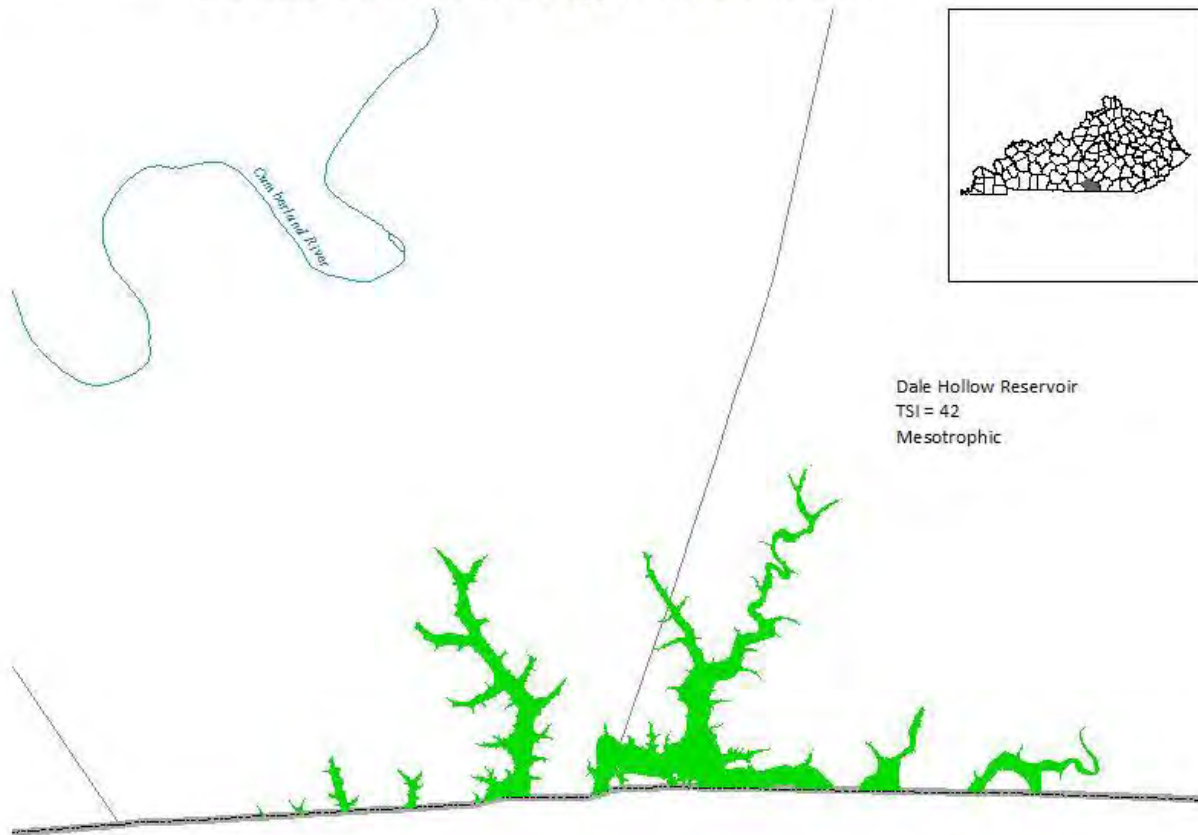 Cumberland River
Dale Hollow Reservoir
TSI = 42
Mesotrophic